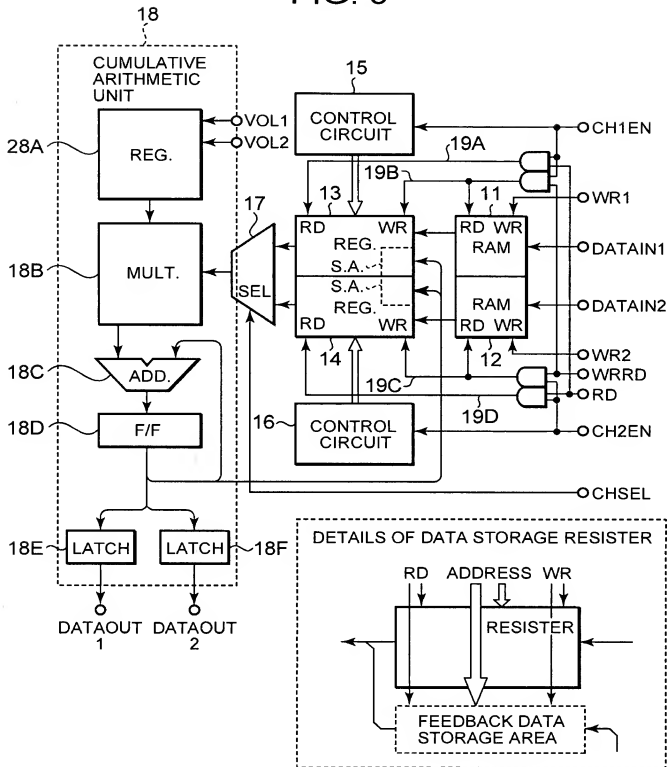 FIG. 6
18
CUMULATIVE
ARITHMETIC
UNIT
28A
REG.
VOL1
VOL2
15
CONTROL
CIRCUIT
CH1EN
19A
19B
WR1
17
13
11
18B
MULT.
SEL
RD
WR
REG.
S.A.
RD
WR
RAM
DATAIN1
S.A.
REG.
RAM
DATAIN2
RD
WR
RD
WR
14
12
WR2
18C
ADD.
19C
WRRD
RD
19D
18D
F/F
16
CONTROL
CIRCUIT
CH2EN
CHSEL
18E
LATCH
LATCH
18F
DATAOUT
1
DATAOUT
2
DETAILS OF DATA STORAGE RESISTER
RD
ADDRESS
WR
RESISTER
FEEDBACK DATA
STORAGE AREA